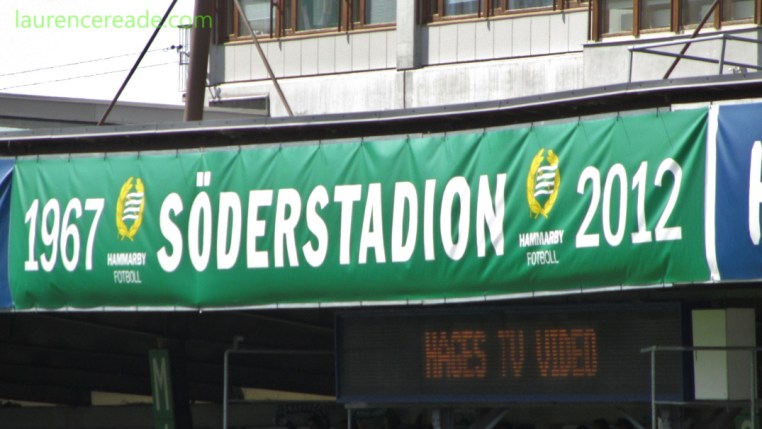 laurencereade.com
1967 HAMMARBY FOTBOLL SÖDERSTADION HAMMARBY FOTBOLL 2012
HAGES TV VIDEO
M